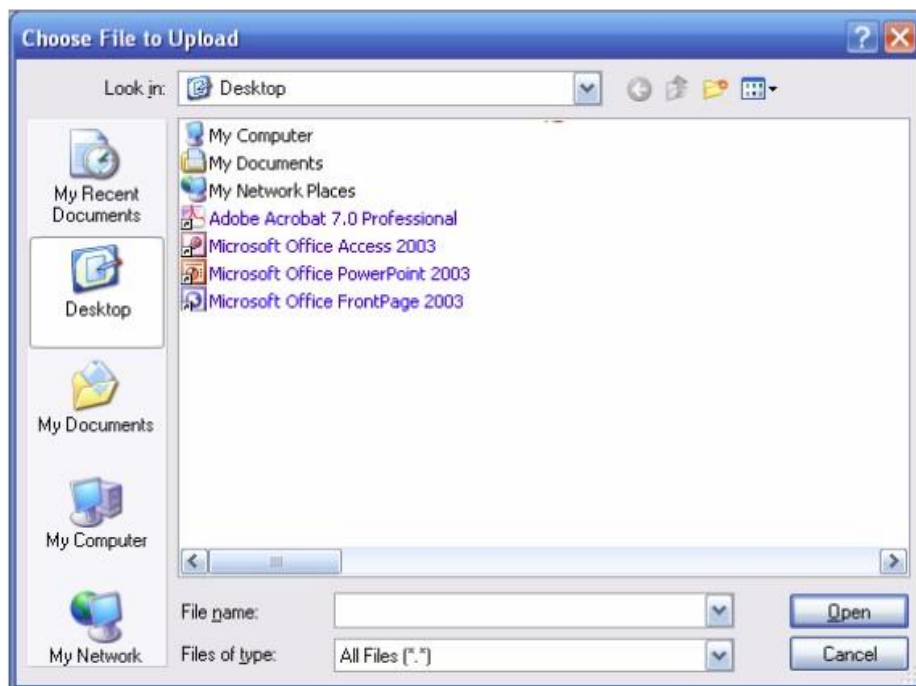 Choose File to Upload
Look in: Desktop
My Recent
Documents
Desktop
My Documents
My Computer
My Network
My Computer
My Documents
My Network Places
Adobe Acrobat 7.0 Professional
Microsoft Office Access 2003
Microsoft Office PowerPoint 2003
Microsoft Office FrontPage 2003
File name:
Open
Files of type: All Files (*.*)
Cancel